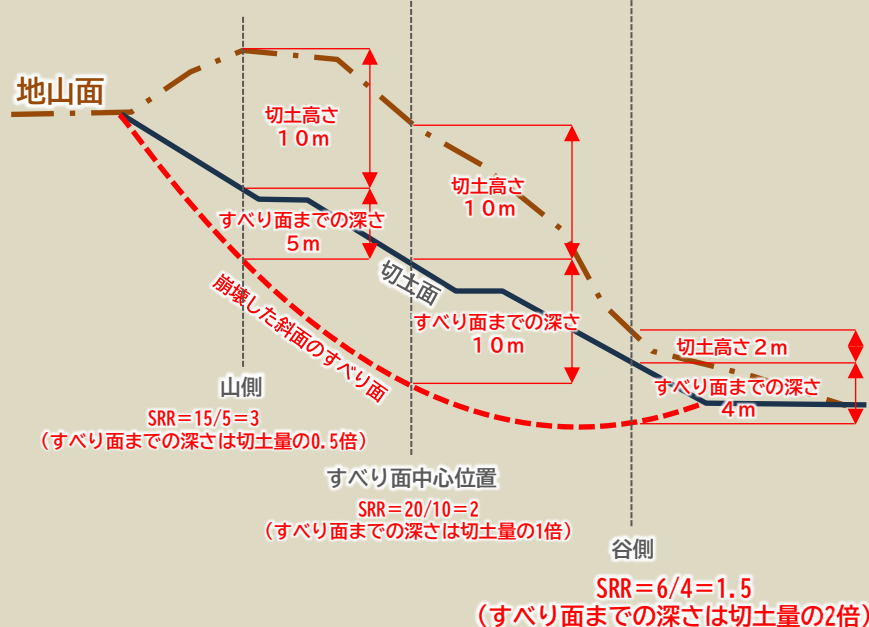 地山面
切土高さ
１０ｍ
切土高さ
１０ｍ
すべり面までの深さ
５ｍ
切土面
崩壊した斜面のすべり面
すべり面までの深さ
１０ｍ
切土高さ２ｍ
すべり面までの深さ
４ｍ
山側
SRR＝15/5＝3
（すべり面までの深さは切土量の0.5倍）
すべり面中心位置
SRR＝20/10＝2
（すべり面までの深さは切土量の1倍）
谷側
SRR＝6/4＝1.5
（すべり面までの深さは切土量の2倍）